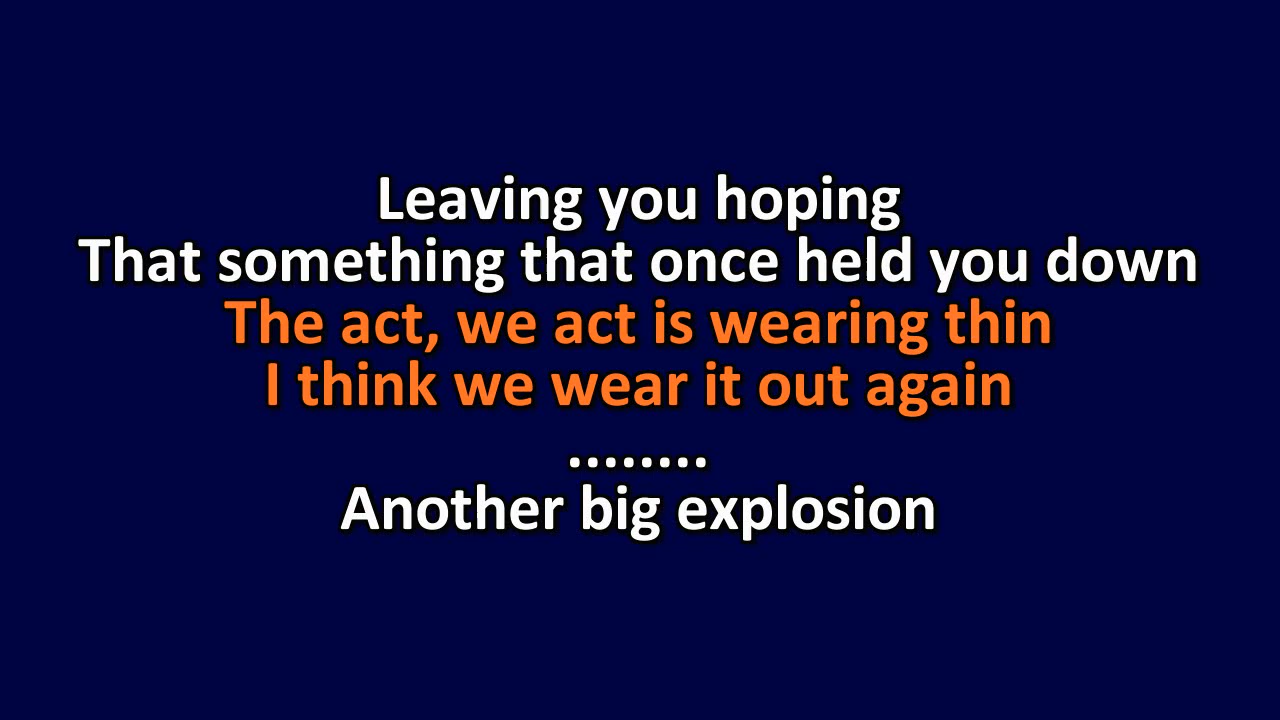 Leaving you hoping
That something that once held you down
The act, we act is wearing thin
I think we wear it out again
........
Another big explosion